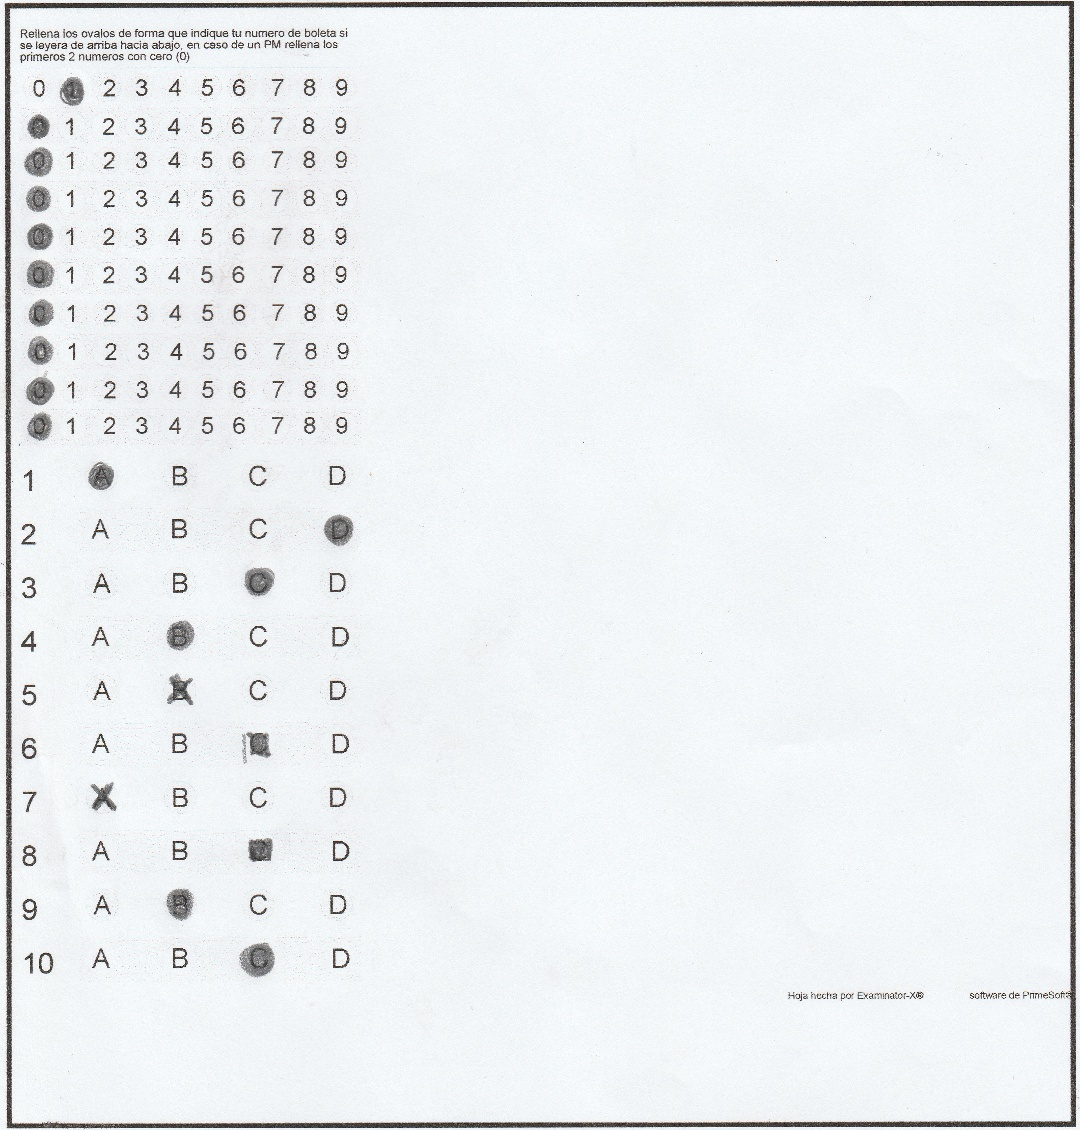 Rellena los ovalos de forma que indique tu numero de boleta si
se leyera de arriba hacia abajo, en caso de un PM rellena los
primeros 2 numeros con cero (0)
0 1 2 3 4 5 6 7 8 9
0 1 2 3 4 5 6 7 8 9
0 1 2 3 4 5 6 7 8 9
0 1 2 3 4 5 6 7 8 9
0 1 2 3 4 5 6 7 8 9
0 1 2 3 4 5 6 7 8 9
0 1 2 3 4 5 6 7 8 9
0 1 2 3 4 5 6 7 8 9
0 1 2 3 4 5 6 7 8 9
0 1 2 3 4 5 6 7 8 9
1 A B C D
2 A B C D
3 A B C D
4 A B C D
5 A B C D
6 A B C D
7 A B C D
8 A B C D
9 A B C D
10 A B C D
Hoja hecha por Examinator-X® software de PrimeSoft®